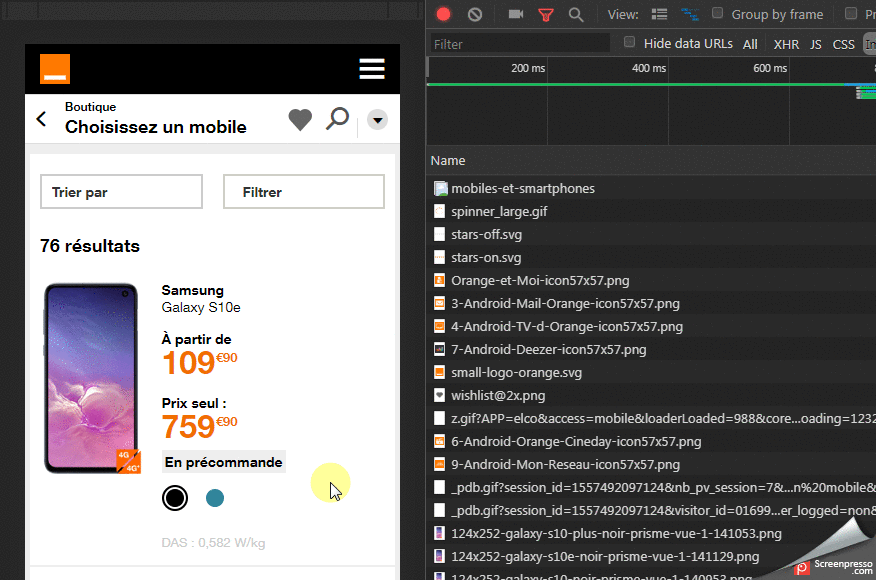 View:
Group by frame
Filter
Hide data URLs
All
XHR
JS
CSS
200 ms
400 ms
600 ms
Boutique
Choisissez un mobile
Trier par
Filtrer
76 résultats
Samsung
Galaxy S10e
À partir de
109€90
Prix seul :
759€90
En précommande
DAS : 0,582 W/kg
4G
4G+
Name
mobiles-et-smartphones
spinner_large.gif
stars-off.svg
stars-on.svg
Orange-et-Moi-icon57x57.png
3-Android-Mail-Orange-icon57x57.png
4-Android-TV-d-Orange-icon57x57.png
7-Android-Deezer-icon57x57.png
small-logo-orange.svg
wishlist@2x.png
z.gif?APP=elco&access=mobile&loaderLoaded=988&core...oading=1232
6-Android-Orange-Cineday-icon57x57.png
9-Android-Mon-Reseau-icon57x57.png
_pdb.gif?session_id=1557492097124&nb_pv_session=7&...n%20mobile&
_pdb.gif?session_id=1557492097124&visitor_id=01699...er_logged=non&
124x252-galaxy-s10-plus-noir-prisme-vue-1-141053.png
124x252-galaxy-s10e-noir-prisme-vue-1-141129.png
124x252-galaxy-s10-noir-prisme-vue-1-140953.png
Screenpresso
.com